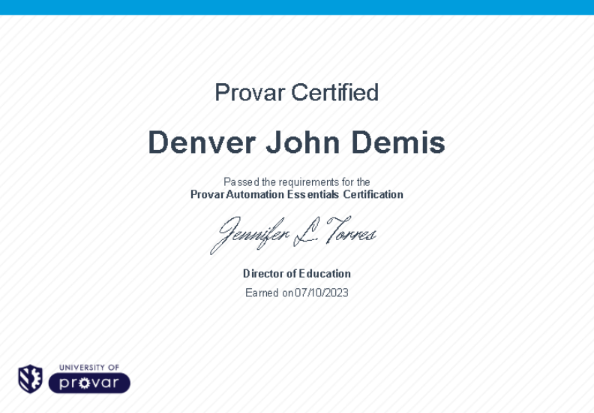 Provar Certified
Denver John Demis
Passed the requirements for the
Provar Automation Essentials Certification
Jennifer L. Torres
Director of Education
Earned on 07/10/2023
UNIVERSITY OF
provar